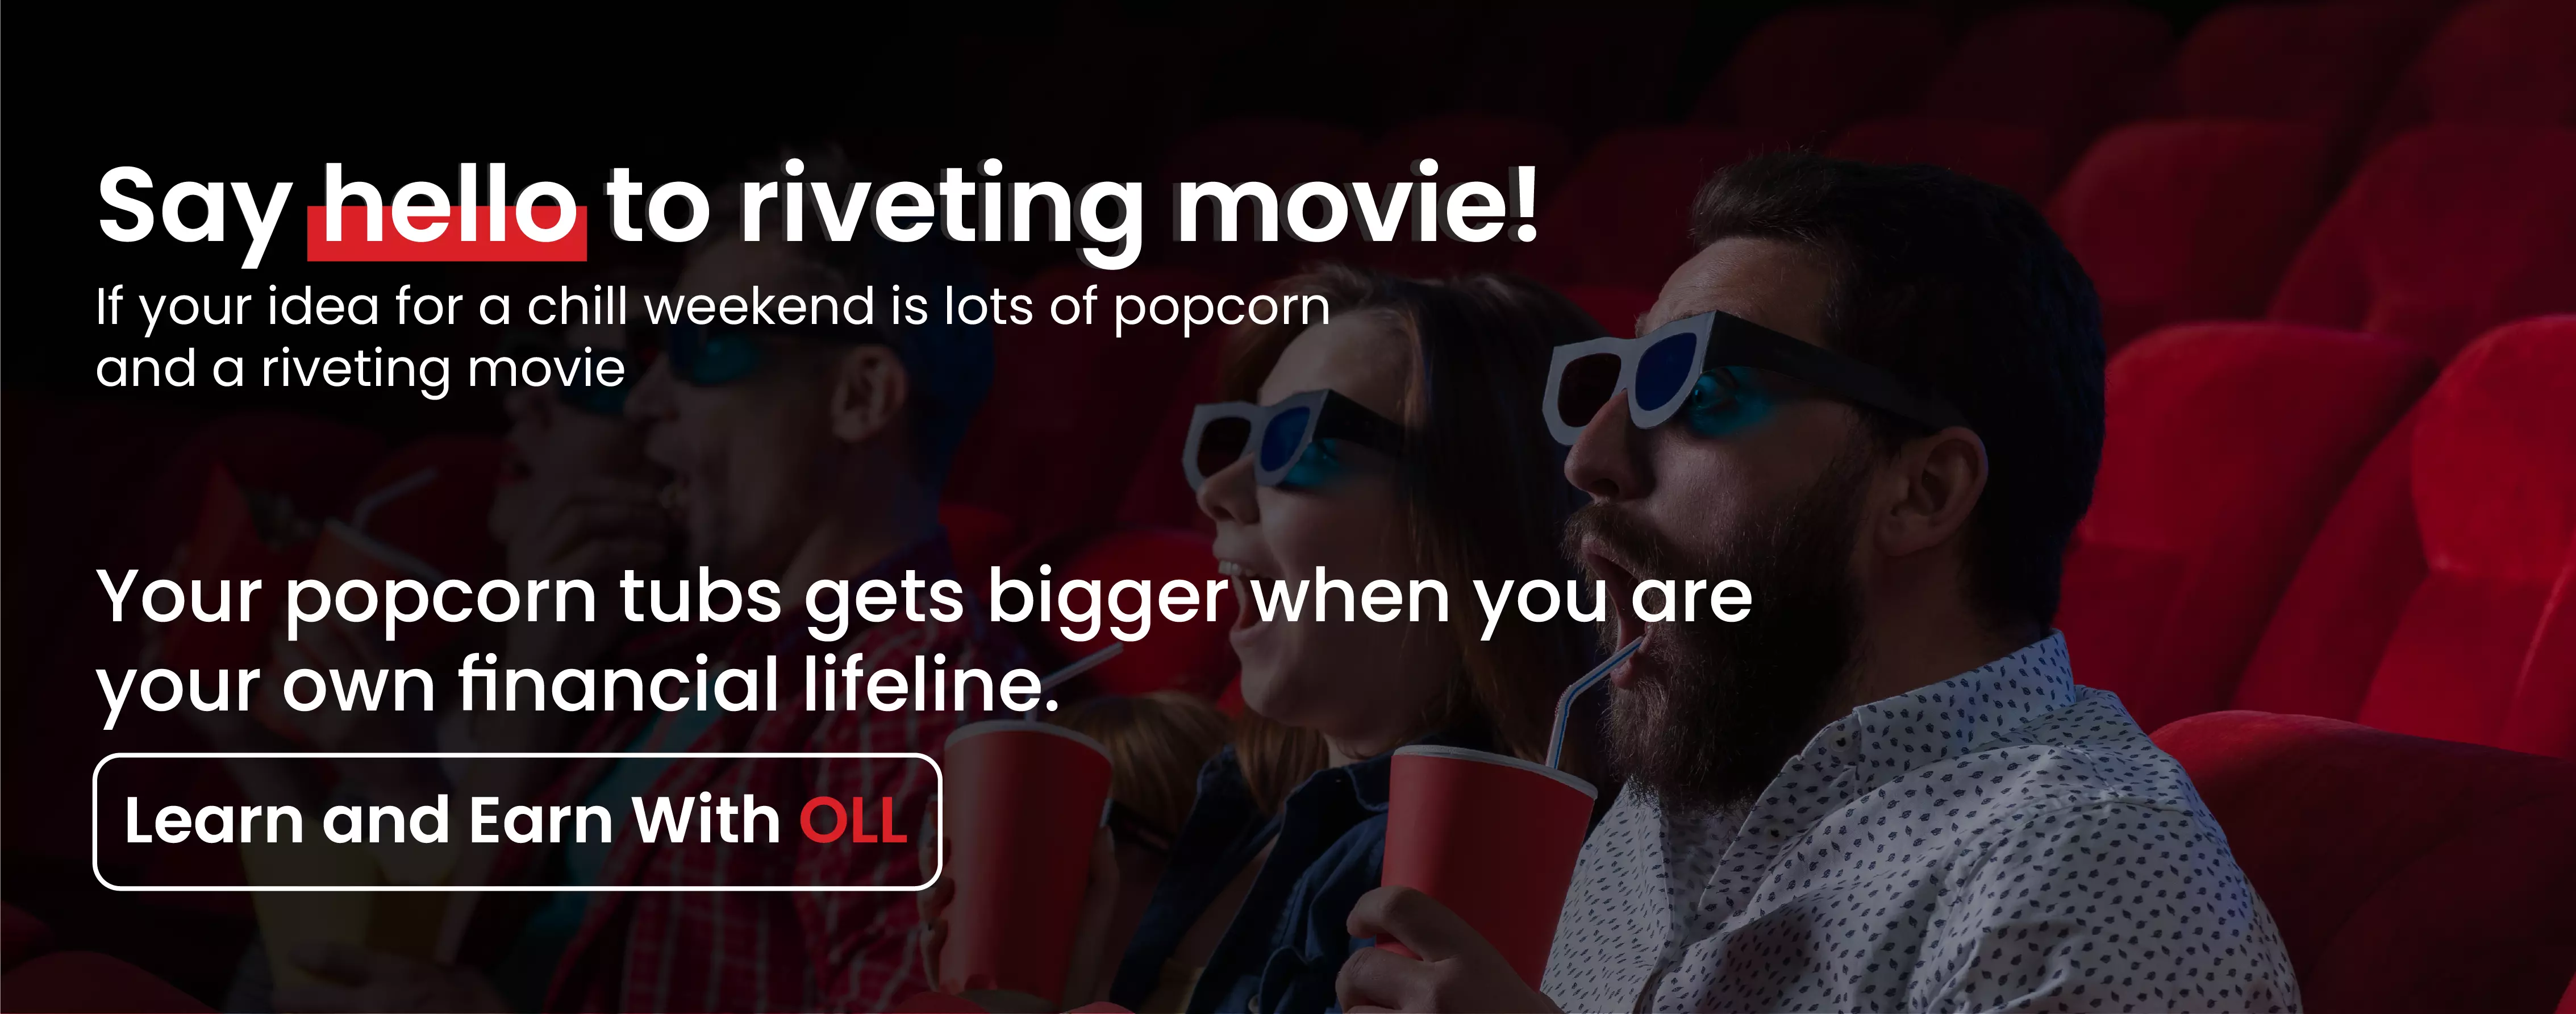 Say hello to riveting movie!
If your idea for a chill weekend is lots of popcorn
and a riveting movie
Your popcorn tubs gets bigger when you are
your own financial lifeline.
Learn and Earn With OLL